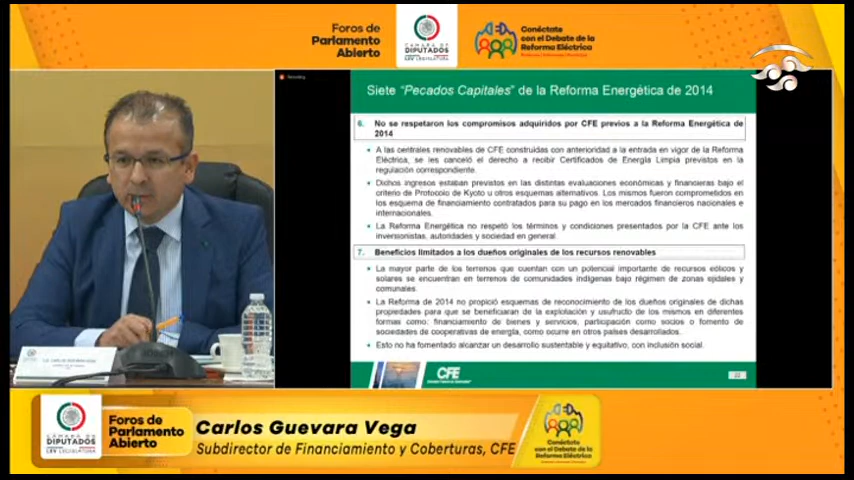 Foros de
Parlamento
Abierto
CÁMARA DE
DIPUTADOS
LXV LEGISLATURA
Conéctate
con el Debate de la
Reforma Eléctrica
Recording
Siete “Pecados Capitales” de la Reforma Energética de 2014
6. No se respetaron los compromisos adquiridos por CFE previos a la Reforma Energética de
2014
• A las centrales renovables de CFE construidas con anterioridad a la entrada en vigor de la Reforma
Eléctrica, se les canceló el derecho a recibir Certificados de Energía Limpia previstos en la
regulación correspondiente.
• Dichos ingresos estaban previstos en las distintas evaluaciones económicas y financieras bajo el
criterio de Protocolo de Kyoto u otros esquemas alternativos. Los mismos fueron comprometidos en
los esquema de financiamiento contratados para su pago en los mercados financieros nacionales e
internacionales.
• La Reforma Energética no respetó los términos y condiciones presentados por la CFE ante los
inversionistas, autoridades y sociedad en general.
7. Beneficios limitados a los dueños originales de los recursos renovables
• La mayor parte de los terrenos que cuentan con un potencial importante de recursos eólicos y
solares se encuentran en terrenos de comunidades indígenas bajo régimen de zonas ejidales y
comunales.
• La Reforma de 2014 no propició esquemas de reconocimiento de los dueños originales de dichas
propiedades para que se beneficiaran de la explotación y usufructo de los mismos en diferentes
formas como: financiamiento de bienes y servicios, participación como socios o fomento de
sociedades de cooperativas de energía, como ocurre en otros países desarrollados.
• Esto no ha fomentado alcanzar un desarrollo sustentable y equitativo, con inclusión social.
CFE
22
CÁMARA DE
DIPUTADOS
LXV LEGISLATURA
Foros de
Parlamento
Abierto
Carlos Guevara Vega
Subdirector de Financiamiento y Coberturas, CFE
Conéctate
con el Debate de la
Reforma Eléctrica